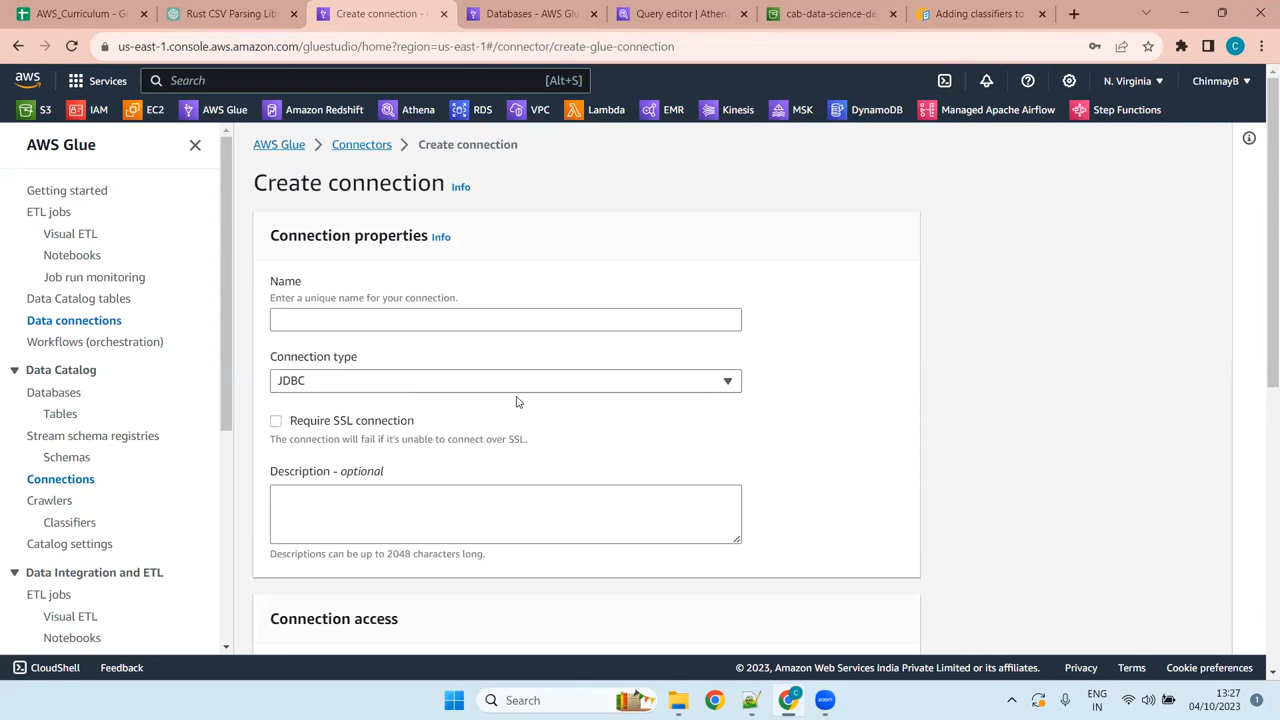 AWS_Curriculum - G
Rust CSV Parsing Lib
Create connection -
Databases - AWS Glu
Query editor | Athen
cab-data-science-de
Adding classifiers to
us-east-1.console.aws.amazon.com/gluestudio/home?region=us-east-1#/connector/create-glue-connection
C
aws
Services
Search
[Alt+S]
N. Virginia
ChinmayB
S3
IAM
EC2
AWS Glue
Amazon Redshift
Athena
RDS
VPC
Lambda
EMR
Kinesis
MSK
DynamoDB
Managed Apache Airflow
Step Functions
AWS Glue
Getting started
ETL jobs
Visual ETL
Notebooks
Job run monitoring
Data Catalog tables
Data connections
Workflows (orchestration)
Data Catalog
Databases
Tables
Stream schema registries
Schemas
Connections
Crawlers
Classifiers
Catalog settings
Data Integration and ETL
ETL jobs
Visual ETL
Notebooks
AWS Glue
Connectors
Create connection
Create connection Info
Connection properties Info
Name
Enter a unique name for your connection.
Connection type
JDBC
Require SSL connection
The connection will fail if it's unable to connect over SSL.
Description - optional
Descriptions can be up to 2048 characters long.
Connection access
CloudShell
Feedback
© 2023, Amazon Web Services India Private Limited or its affiliates.
Privacy
Terms
Cookie preferences
Search
zoom
ENG
IN
13:27
04/10/2023
1